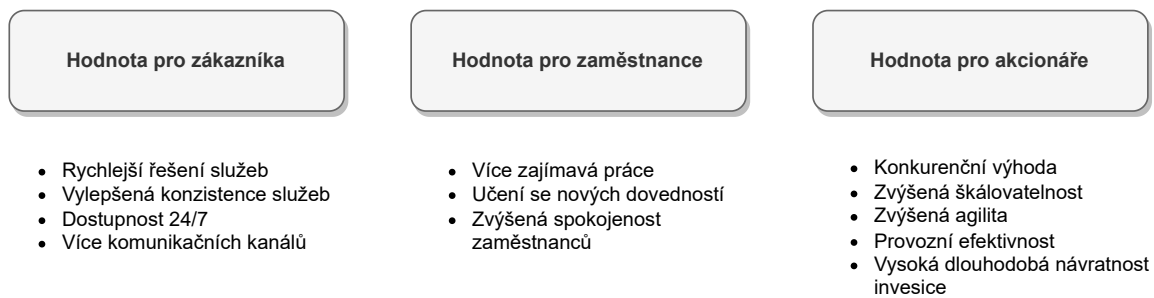 Hodnota pro zákazníka
Rychlejší řešení služeb
Vylepšená konzistence služeb
Dostupnost 24/7
Více komunikačních kanálů
Hodnota pro zaměstnance
Více zajímavá práce
Učení se nových dovedností
Zvýšená spokojenost
zaměstnanců
Hodnota pro akcionáře
Konkurenční výhoda
Zvýšená škálovatelnost
Zvýšená agilita
Provozní efektivnost
Vysoká dlouhodobá návratnost
invesice